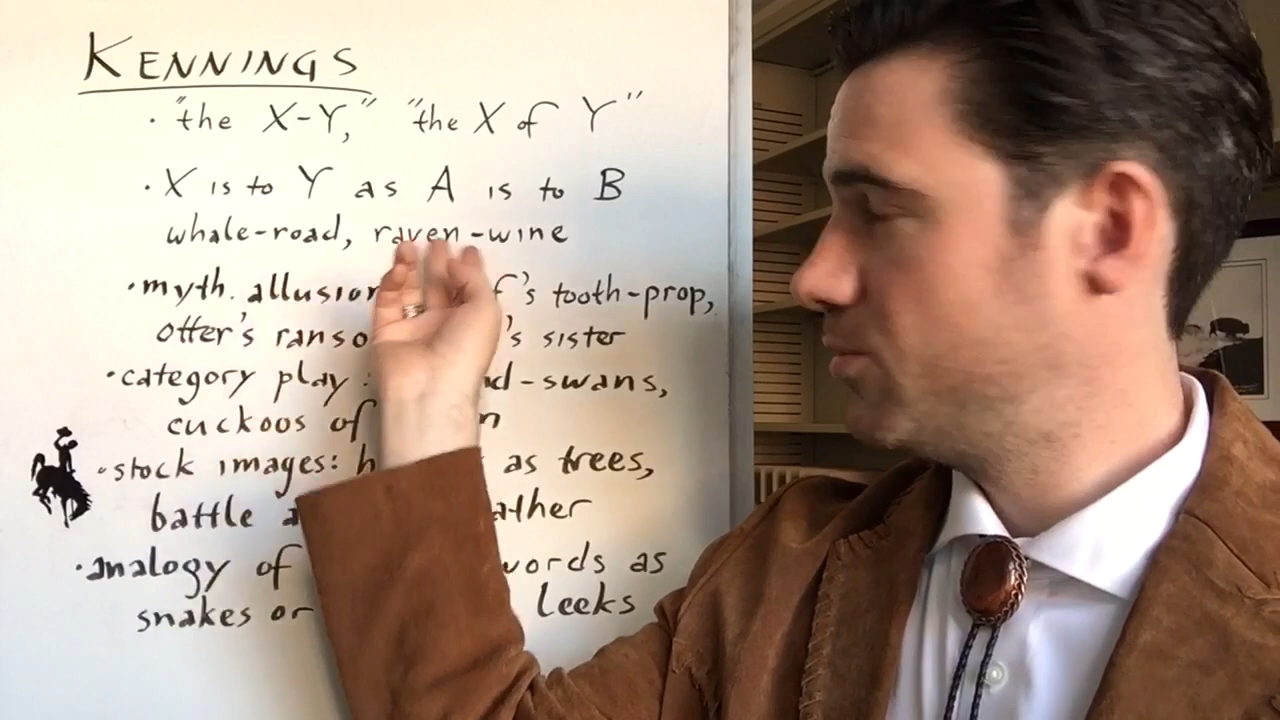 KENNINGS
• "the X-Y," "the X of Y"
• X is to Y as A is to B
whale-road, raven-wine
• myth. allusion 's tooth-prop,
otter's 's sister
• category play: -swans,
cuckoos of
• stock images: as trees,
battle
• analogy of as
snakes or leeks